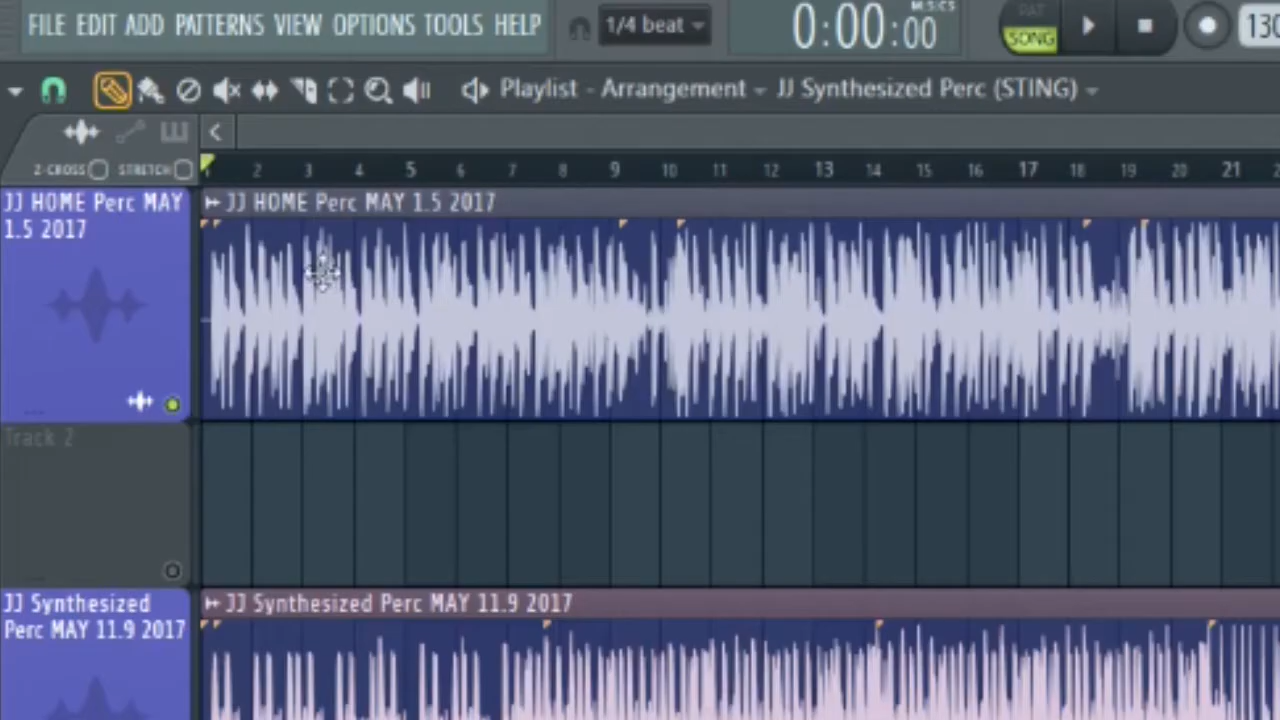 FILE EDIT ADD PATTERNS VIEW OPTIONS TOOLS HELP
1/4 beat
M:S:CS
0:00:00
PAT
SONG
130
Playlist - Arrangement
JJ Synthesized Perc (STING)
Z-CROSS STRETCH
1 2 3 4 5 6 7 8 9 10 11 12 13 14 15 16 17 18 19 20 21
JJ HOME Perc MAY
1.5 2017
JJ HOME Perc MAY 1.5 2017
Track 2
JJ Synthesized
Perc MAY 11.9 2017
JJ Synthesized Perc MAY 11.9 2017